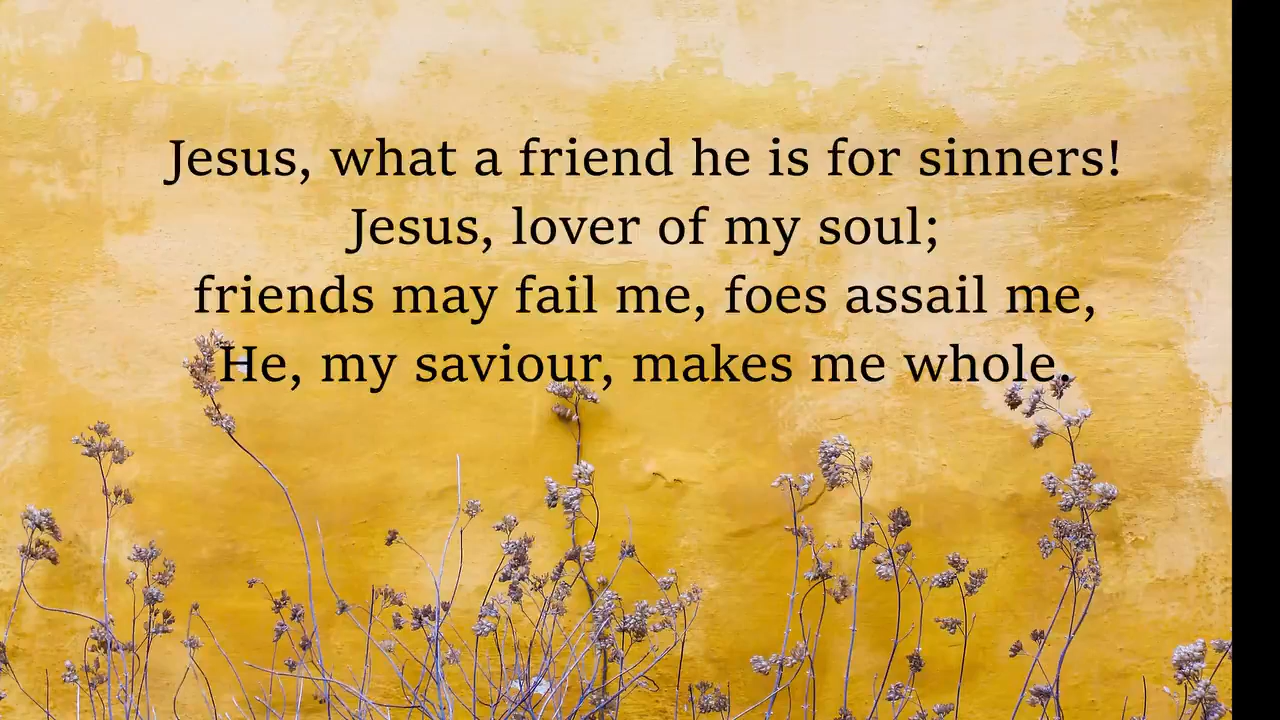 Jesus, what a friend he is for sinners!
Jesus, lover of my soul;
friends may fail me, foes assail me,
He, my saviour, makes me whole.